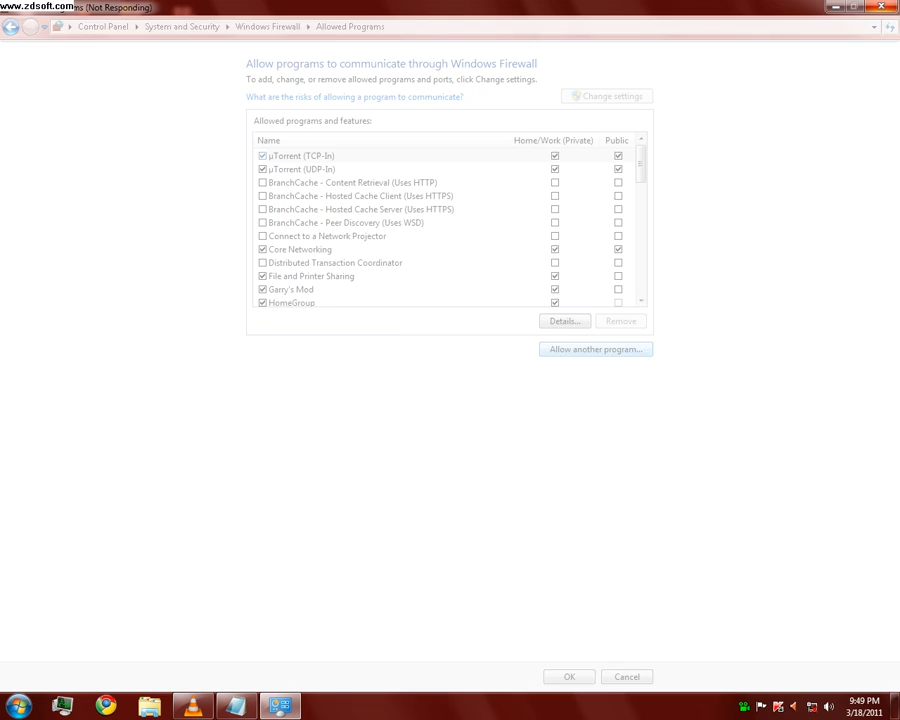 www.zdsoft.com ms (Not Responding)
Control Panel System and Security Windows Firewall Allowed Programs
Allow programs to communicate through Windows Firewall
To add, change, or remove allowed programs and ports, click Change settings.
What are the risks of allowing a program to communicate? Change settings
Allowed programs and features:
Name Home/Work (Private) Public
µTorrent (TCP-In)
µTorrent (UDP-In)
BranchCache - Content Retrieval (Uses HTTP)
BranchCache - Hosted Cache Client (Uses HTTPS)
BranchCache - Hosted Cache Server (Uses HTTPS)
BranchCache - Peer Discovery (Uses WSD)
Connect to a Network Projector
Core Networking
Distributed Transaction Coordinator
File and Printer Sharing
Garry's Mod
HomeGroup
Details... Remove
Allow another program...
OK Cancel
9:49 PM
3/18/2011